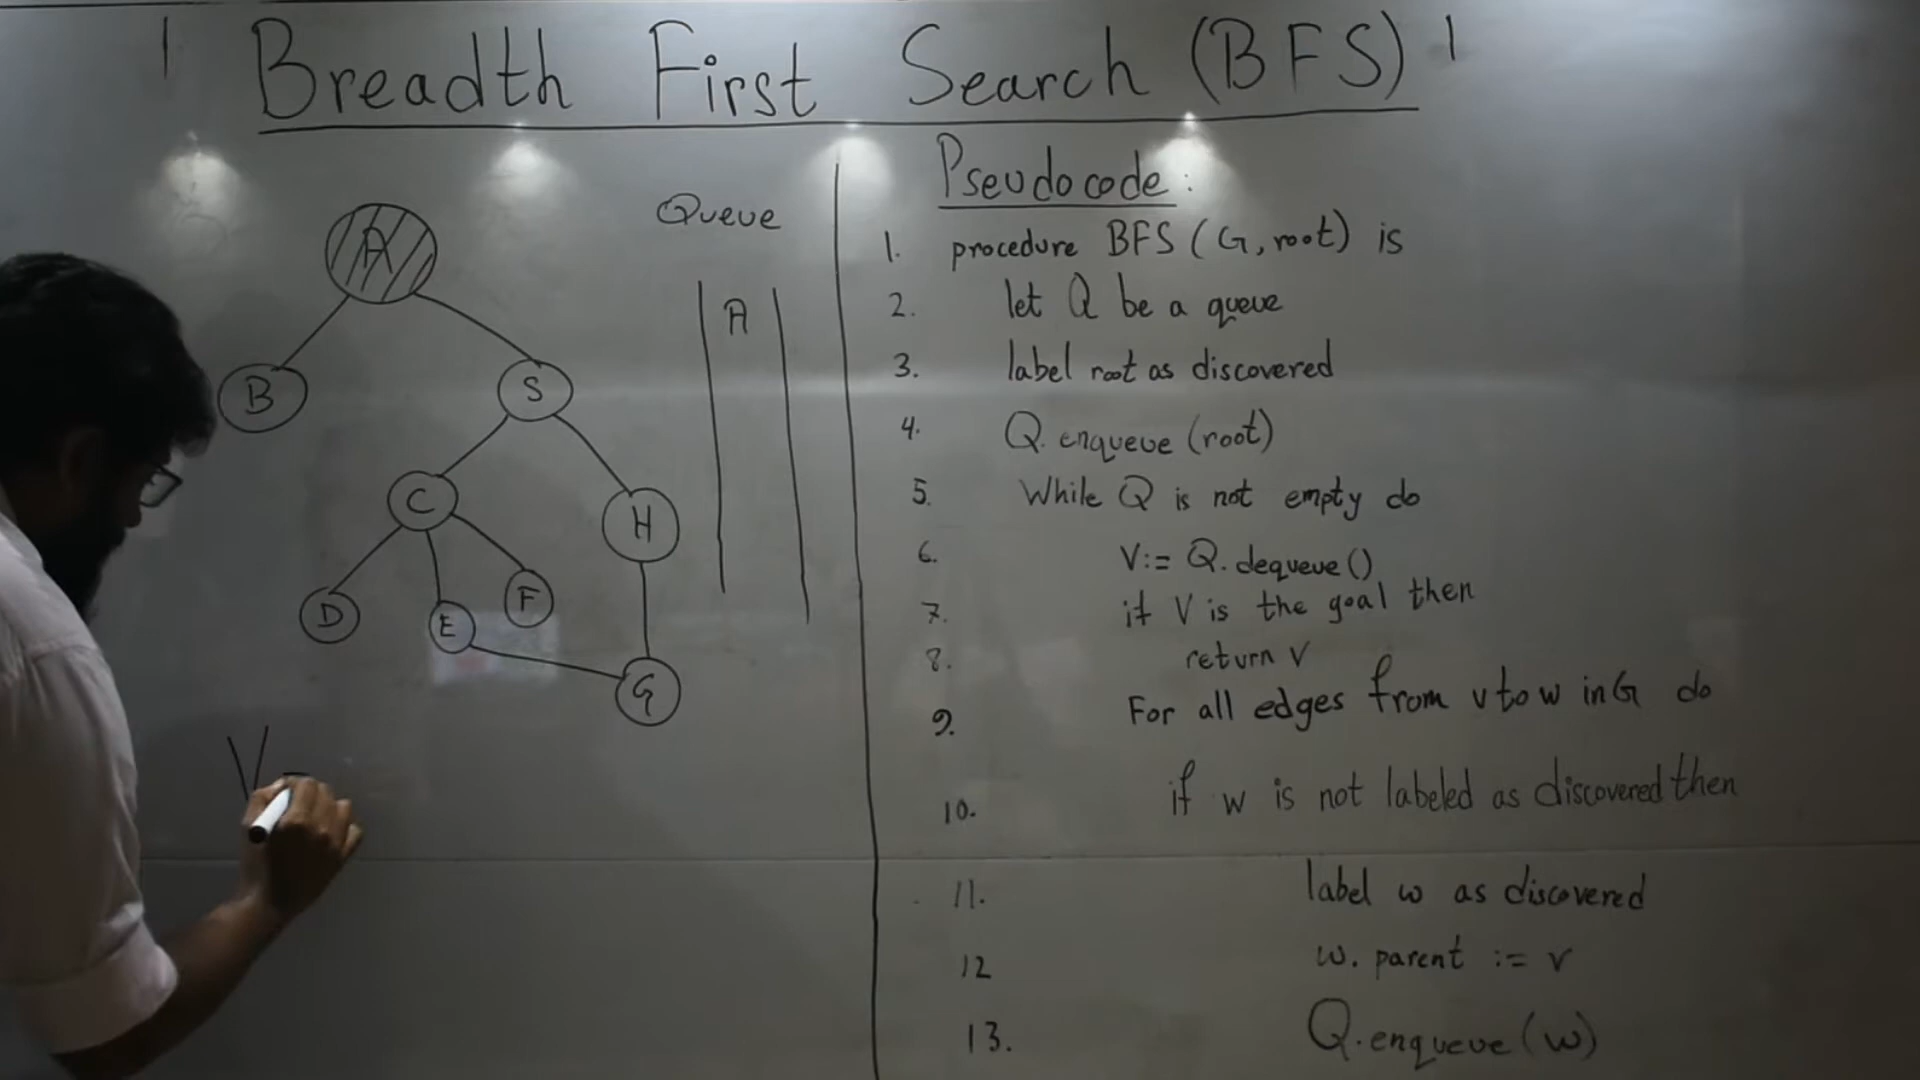 Breadth First Search (BFS)
Queue
A
A
B
S
C
H
D
E
F
G
V =
Pseudocode:
1. procedure BFS (G, root) is
2. let Q be a queue
3. label root as discovered
4. Q. enqueue (root)
5. While Q is not empty do
6. V:= Q. dequeue ()
7. if V is the goal then
8. return V
9. For all edges from v to w in G do
10. if w is not labeled as discovered then
11. label w as discovered
12 w. parent := v
13. Q. enqueue (w)